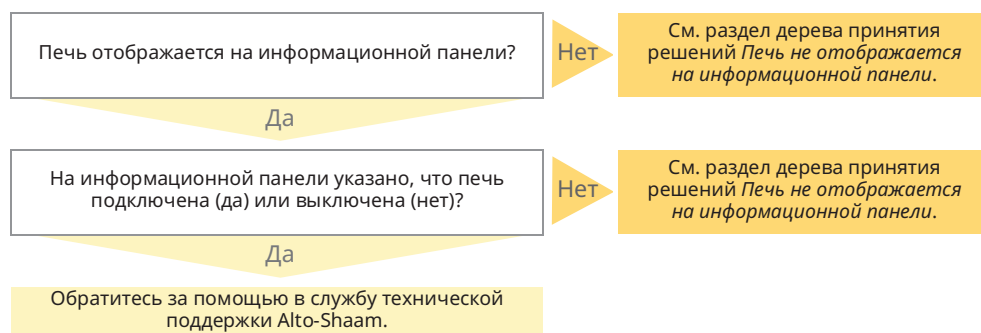 Печь отображается на информационной панели?
Нет
См. раздел дерева принятия
решений Печь не отображается
на информационной панели.
Да
На информационной панели указано, что печь
подключена (да) или выключена (нет)?
Нет
См. раздел дерева принятия
решений Печь не отображается
на информационной панели.
Да
Обратитесь за помощью в службу технической
поддержки Alto-Shaam.